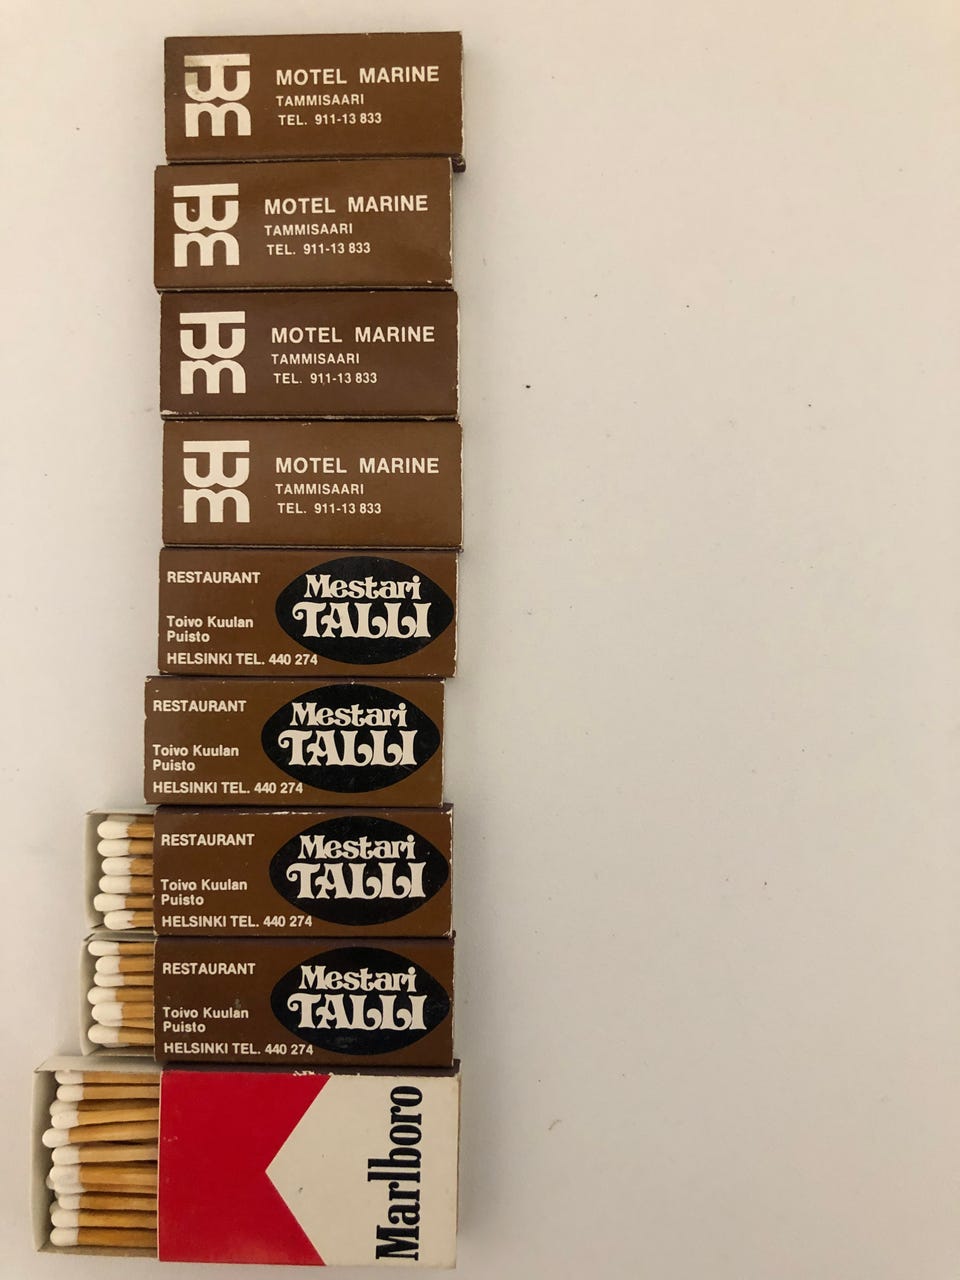 MOTEL MARINE
TAMMISAARI
TEL. 911-13 833
MOTEL MARINE
TAMMISAARI
TEL. 911-13 833
MOTEL MARINE
TAMMISAARI
TEL. 911-13 833
MOTEL MARINE
TAMMISAARI
TEL. 911-13 833
RESTAURANT
Mestari
TALLI
Toivo Kuulan
Puisto
HELSINKI TEL. 440 274
RESTAURANT
Mestari
TALLI
Toivo Kuulan
Puisto
HELSINKI TEL. 440 274
RESTAURANT
Mestari
TALLI
Toivo Kuulan
Puisto
HELSINKI TEL. 440 274
RESTAURANT
Mestari
TALLI
Toivo Kuulan
Puisto
HELSINKI TEL. 440 274
Marlboro